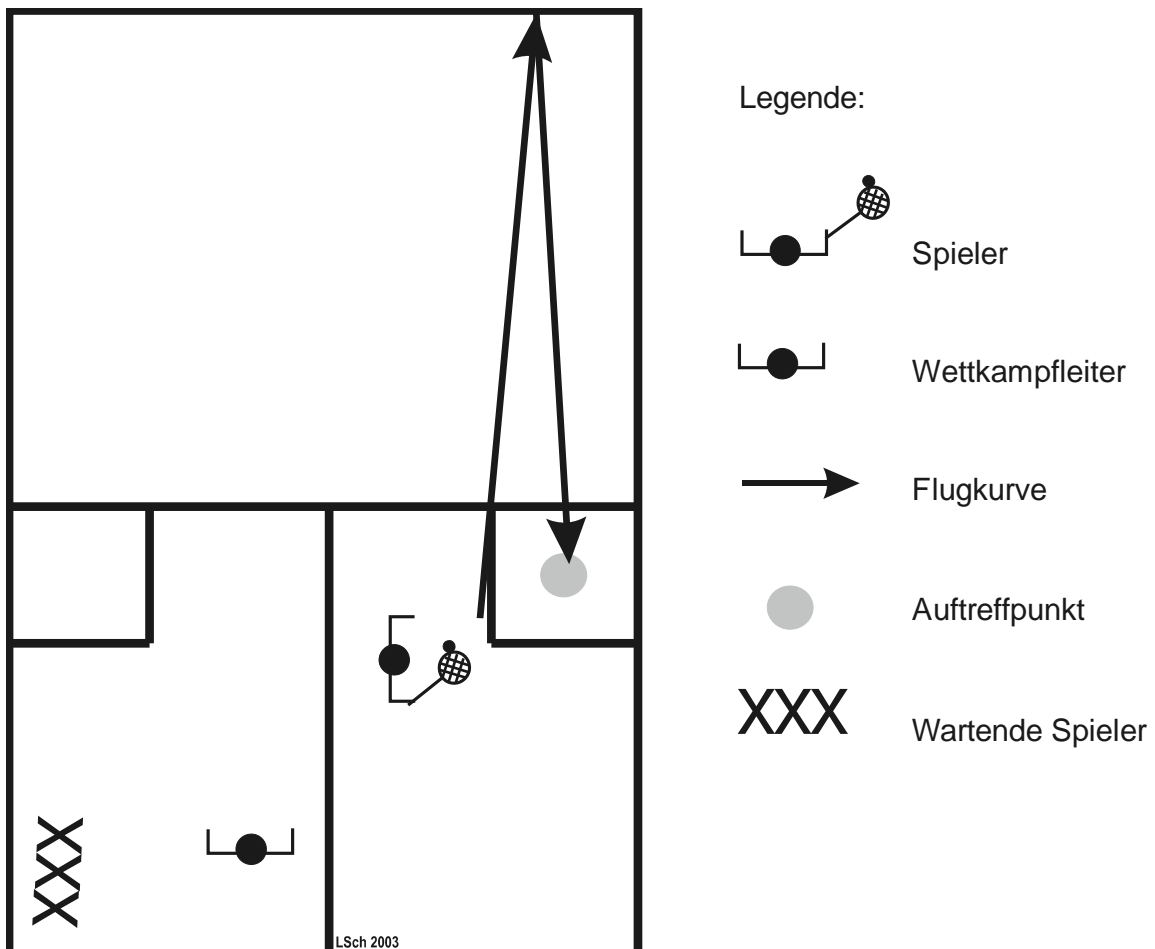 Legende:
Spieler
Wettkampfleiter
Flugkurve
Auftreffpunkt
XXX
Wartende Spieler
XXX
LSch 2003